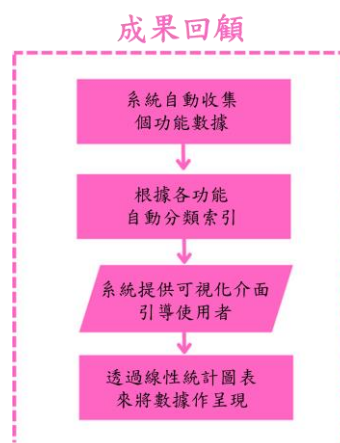 成果回顧
系統自動收集
個功能數據
根據各功能
自動分類索引
系統提供可視化介面
引導使用者
透過線性統計圖表
來將數據作呈現